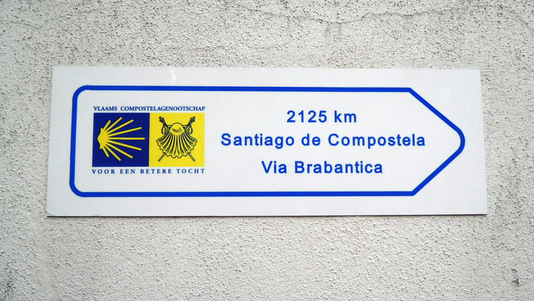 VLAAMS COMPOSTELAGENOOTSCHAP
VOOR EEN BETERE TOCHT
2125 km
Santiago de Compostela
Via Brabantica